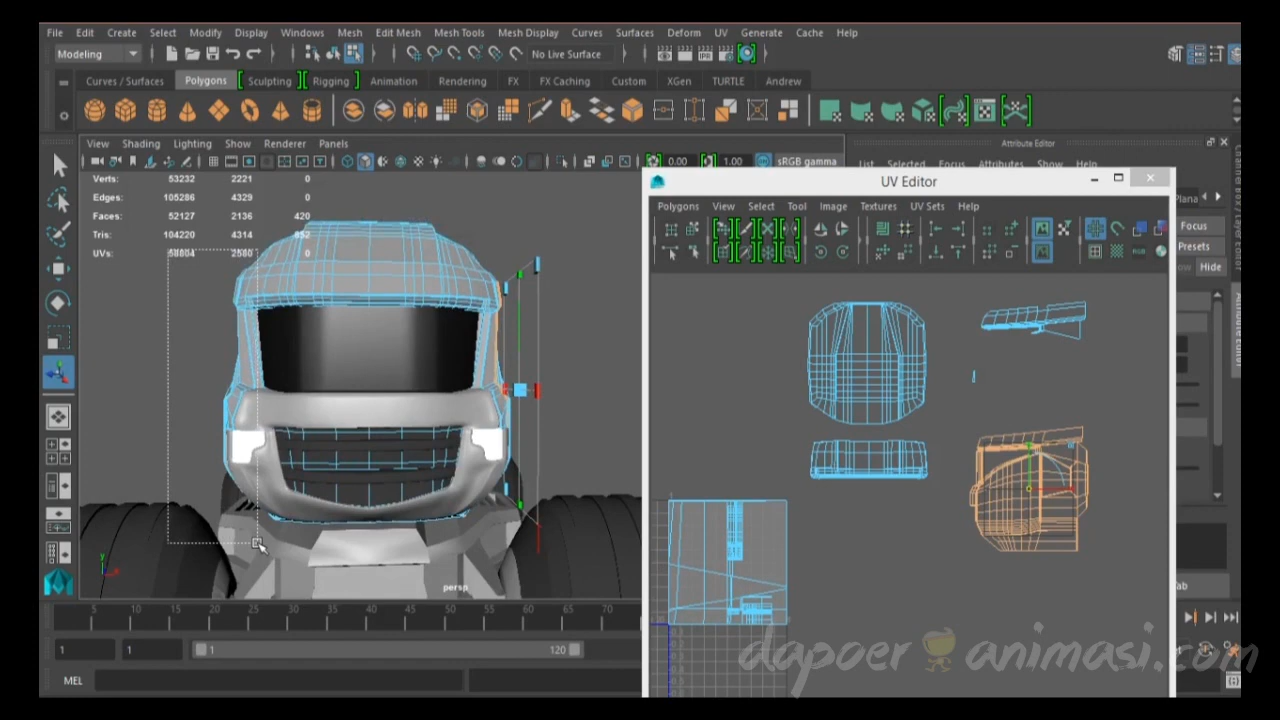 File Edit Create Select Modify Display Windows Mesh Edit Mesh Mesh Tools Mesh Display Curves Surfaces Deform UV Generate Cache Help
Modeling No Live Surface
Curves / Surfaces Polygons Sculpting Rigging Animation Rendering FX FX Caching Custom XGen TURTLE Andrew
View Shading Lighting Show Renderer Panels
Attribute Editor
0.00 1.00 sRGB gamma
List Selected Focus Attributes Show Help
Verts: 53232 2221 0
Edges: 105286 4329 0
Faces: 52127 2136 420
Tris: 104220 4314 852
UVs: 58804 2560 0
UV Editor
Polygons View Select Tool Image Textures UV Sets Help
Focus
Presets
Hide
persp
5 10 15 20 25 30 35 40 45 50 55 60 65 70
1 1 1 120
MEL
dapoer animasi.com